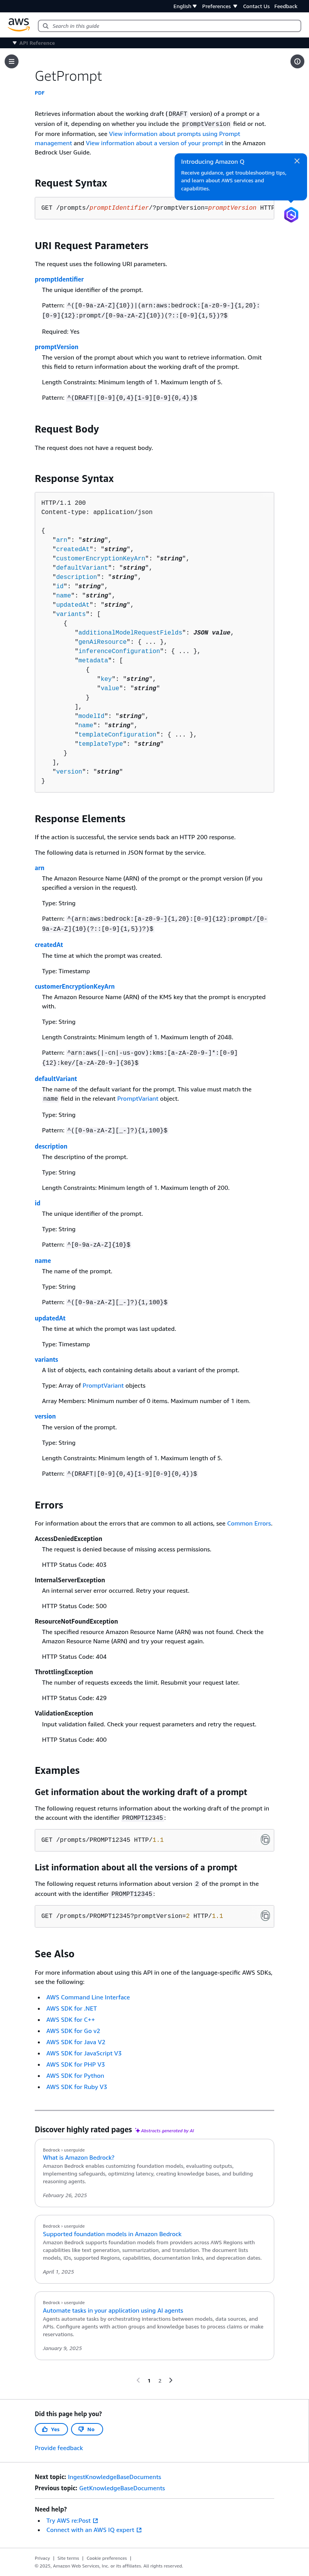 English ▼ Preferences ▼ Contact Us Feedback
aws
Search in this guide
▼ API Reference
GetPrompt
PDF
Retrieves information about the working draft (DRAFT version) of a prompt or a
version of it, depending on whether you include the promptVersion field or not.
For more information, see View information about prompts using Prompt
management and View information about a version of your prompt in the Amazon
Bedrock User Guide.
Introducing Amazon Q
Receive guidance, get troubleshooting tips,
and learn about AWS services and
capabilities.
Request Syntax
GET /prompts/promptIdentifier/?promptVersion=promptVersion HTTP
URI Request Parameters
The request uses the following URI parameters.
promptIdentifier
The unique identifier of the prompt.
Pattern: ^([0-9a-zA-Z]{10})|(arn:aws:bedrock:[a-z0-9-]{1,20}:
[0-9]{12}:prompt/[0-9a-zA-Z]{10})(?::[0-9]{1,5})?$
Required: Yes
promptVersion
The version of the prompt about which you want to retrieve information. Omit
this field to return information about the working draft of the prompt.
Length Constraints: Minimum length of 1. Maximum length of 5.
Pattern: ^(DRAFT|[0-9]{0,4}[1-9][0-9]{0,4})$
Request Body
The request does not have a request body.
Response Syntax
HTTP/1.1 200
Content-type: application/json
{
"arn": "string",
"createdAt": "string",
"customerEncryptionKeyArn": "string",
"defaultVariant": "string",
"description": "string",
"id": "string",
"name": "string",
"updatedAt": "string",
"variants": [
{
"additionalModelRequestFields": JSON value,
"genAiResource": { ... },
"inferenceConfiguration": { ... },
"metadata": [
{
"key": "string",
"value": "string"
}
],
"modelId": "string",
"name": "string",
"templateConfiguration": { ... },
"templateType": "string"
}
],
"version": "string"
}
Response Elements
If the action is successful, the service sends back an HTTP 200 response.
The following data is returned in JSON format by the service.
arn
The Amazon Resource Name (ARN) of the prompt or the prompt version (if you
specified a version in the request).
Type: String
Pattern: ^(arn:aws:bedrock:[a-z0-9-]{1,20}:[0-9]{12}:prompt/[0-
9a-zA-Z]{10}(?::[0-9]{1,5})?)$
createdAt
The time at which the prompt was created.
Type: Timestamp
customerEncryptionKeyArn
The Amazon Resource Name (ARN) of the KMS key that the prompt is encrypted
with.
Type: String
Length Constraints: Minimum length of 1. Maximum length of 2048.
Pattern: ^arn:aws(|-cn|-us-gov):kms:[a-zA-Z0-9-]*:[0-9]
{12}:key/[a-zA-Z0-9-]{36}$
defaultVariant
The name of the default variant for the prompt. This value must match the
name field in the relevant PromptVariant object.
Type: String
Pattern: ^([0-9a-zA-Z][_-]?){1,100}$
description
The descriptino of the prompt.
Type: String
Length Constraints: Minimum length of 1. Maximum length of 200.
id
The unique identifier of the prompt.
Type: String
Pattern: ^[0-9a-zA-Z]{10}$
name
The name of the prompt.
Type: String
Pattern: ^([0-9a-zA-Z][_-]?){1,100}$
updatedAt
The time at which the prompt was last updated.
Type: Timestamp
variants
A list of objects, each containing details about a variant of the prompt.
Type: Array of PromptVariant objects
Array Members: Minimum number of 0 items. Maximum number of 1 item.
version
The version of the prompt.
Type: String
Length Constraints: Minimum length of 1. Maximum length of 5.
Pattern: ^(DRAFT|[0-9]{0,4}[1-9][0-9]{0,4})$
Errors
For information about the errors that are common to all actions, see Common Errors.
AccessDeniedException
The request is denied because of missing access permissions.
HTTP Status Code: 403
InternalServerException
An internal server error occurred. Retry your request.
HTTP Status Code: 500
ResourceNotFoundException
The specified resource Amazon Resource Name (ARN) was not found. Check the
Amazon Resource Name (ARN) and try your request again.
HTTP Status Code: 404
ThrottlingException
The number of requests exceeds the limit. Resubmit your request later.
HTTP Status Code: 429
ValidationException
Input validation failed. Check your request parameters and retry the request.
HTTP Status Code: 400
Examples
Get information about the working draft of a prompt
The following request returns information about the working draft of the prompt in
the account with the identifier PROMPT12345:
GET /prompts/PROMPT12345 HTTP/1.1
List information about all the versions of a prompt
The following request returns information about version 2 of the prompt in the
account with the identifier PROMPT12345:
GET /prompts/PROMPT12345?promptVersion=2 HTTP/1.1
See Also
For more information about using this API in one of the language-specific AWS SDKs,
see the following:
• AWS Command Line Interface
• AWS SDK for .NET
• AWS SDK for C++
• AWS SDK for Go v2
• AWS SDK for Java V2
• AWS SDK for JavaScript V3
• AWS SDK for PHP V3
• AWS SDK for Python
• AWS SDK for Ruby V3
Discover highly rated pages Abstracts generated by AI
Bedrock › userguide
What is Amazon Bedrock?
Amazon Bedrock enables customizing foundation models, evaluating outputs,
implementing safeguards, optimizing latency, creating knowledge bases, and building
reasoning agents.
February 26, 2025
Bedrock › userguide
Supported foundation models in Amazon Bedrock
Amazon Bedrock supports foundation models from providers across AWS Regions with
capabilities like text generation, summarization, and translation. The document lists
models, IDs, supported Regions, capabilities, documentation links, and deprecation dates.
April 1, 2025
Bedrock › userguide
Automate tasks in your application using AI agents
Agents automate tasks by orchestrating interactions between models, data sources, and
APIs. Configure agents with action groups and knowledge bases to process claims or make
reservations.
January 9, 2025
1 2
Did this page help you?
Yes No
Provide feedback
Next topic: IngestKnowledgeBaseDocuments
Previous topic: GetKnowledgeBaseDocuments
Need help?
• Try AWS re:Post
• Connect with an AWS IQ expert
Privacy | Site terms | Cookie preferences |
© 2025, Amazon Web Services, Inc. or its affiliates. All rights reserved.